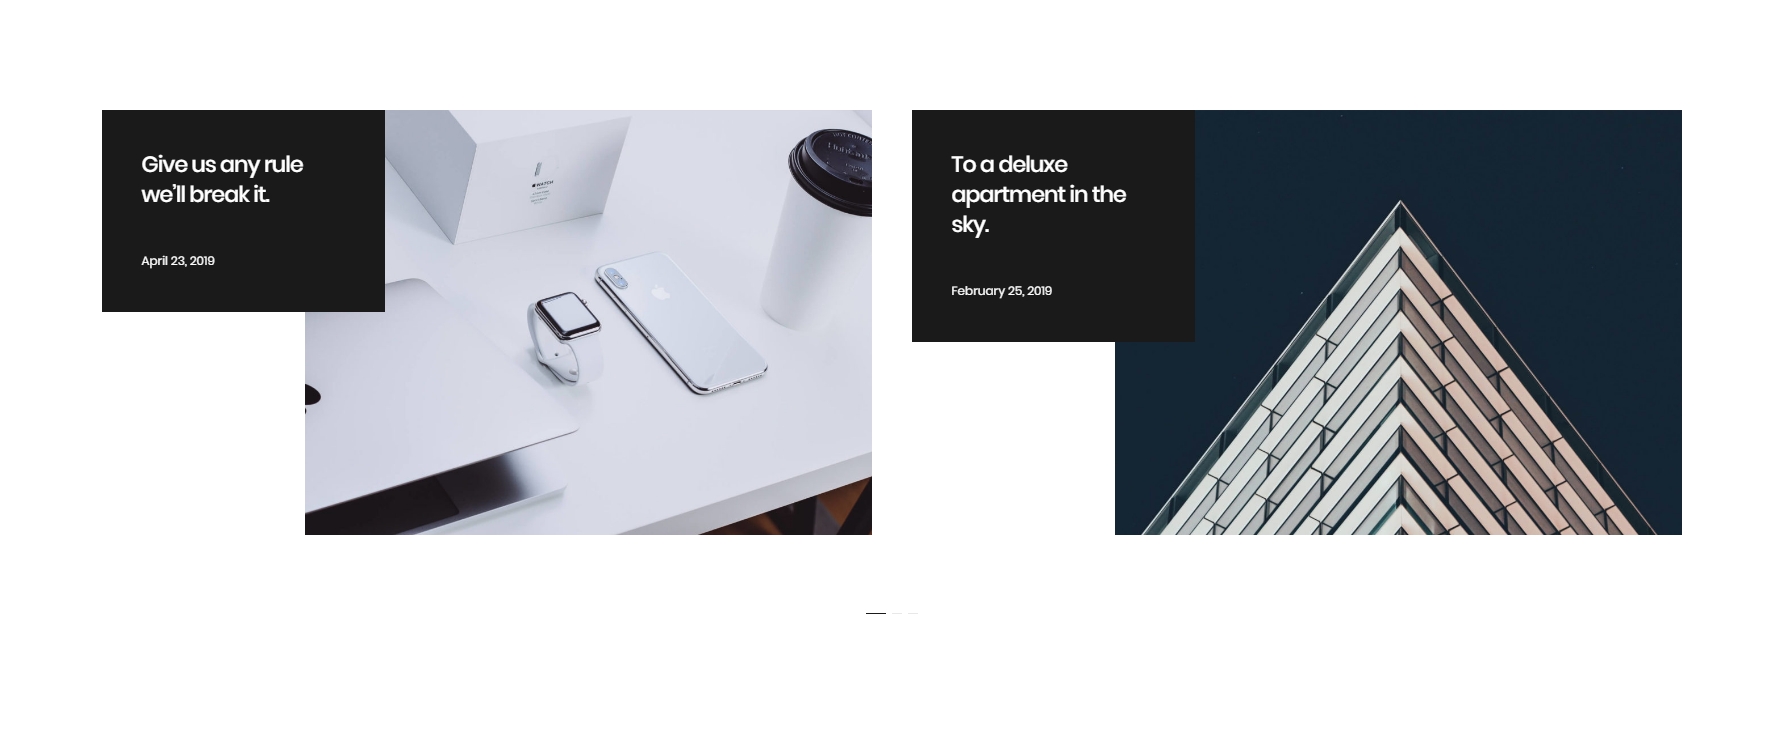 Give us any rule
we’ll break it.
April 23, 2019
WATCH
To a deluxe
apartment in the
sky.
February 25, 2019